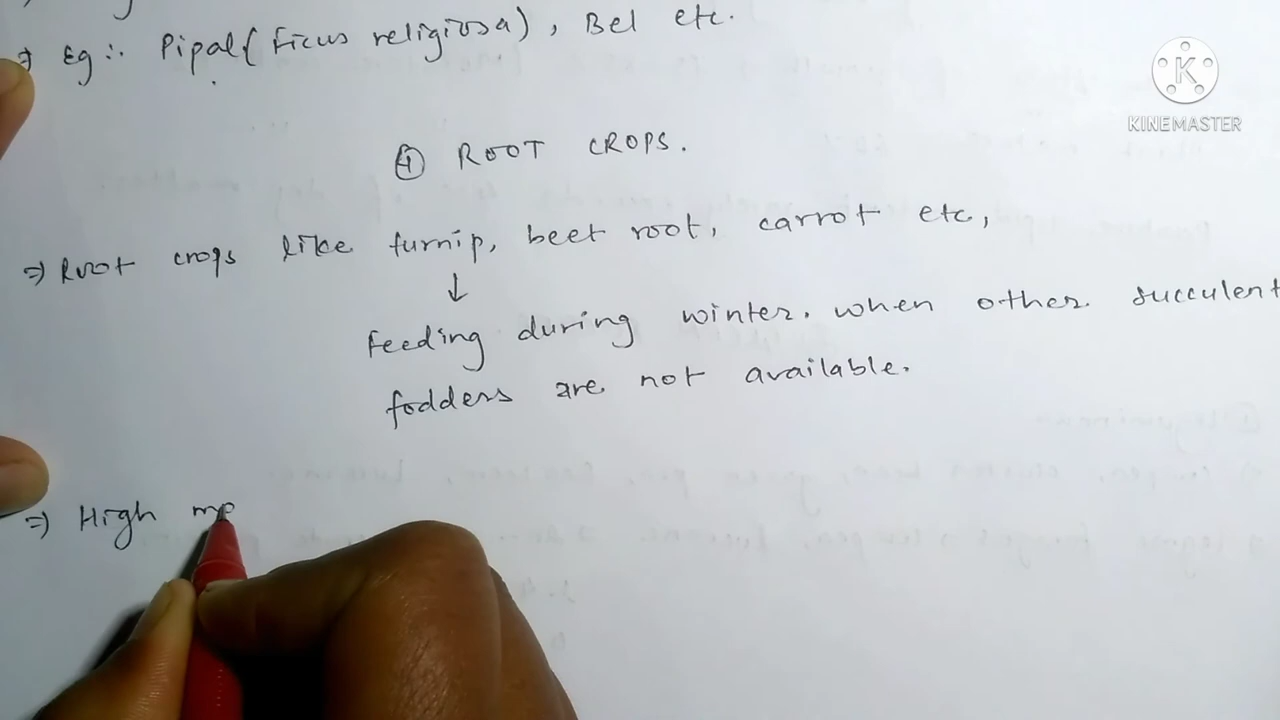 ⇒ Eg :. Pipal (Ficus religiosa), Bel etc.
K
KINEMASTER
④ ROOT CROPS.
⇒ Root crops like turnip, beet root, carrot etc,
↓
feeding during winter. when other succulent
fodders are not available.
⇒ High mo